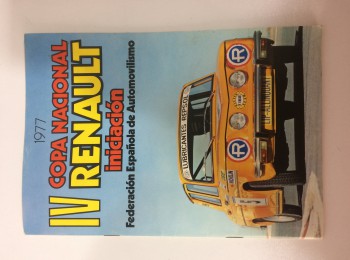 1977
COPA NACIONAL
IV RENAULT
iniciación
Federación Española de Automovilismo
LUBRICANTES REPSOL
R
R